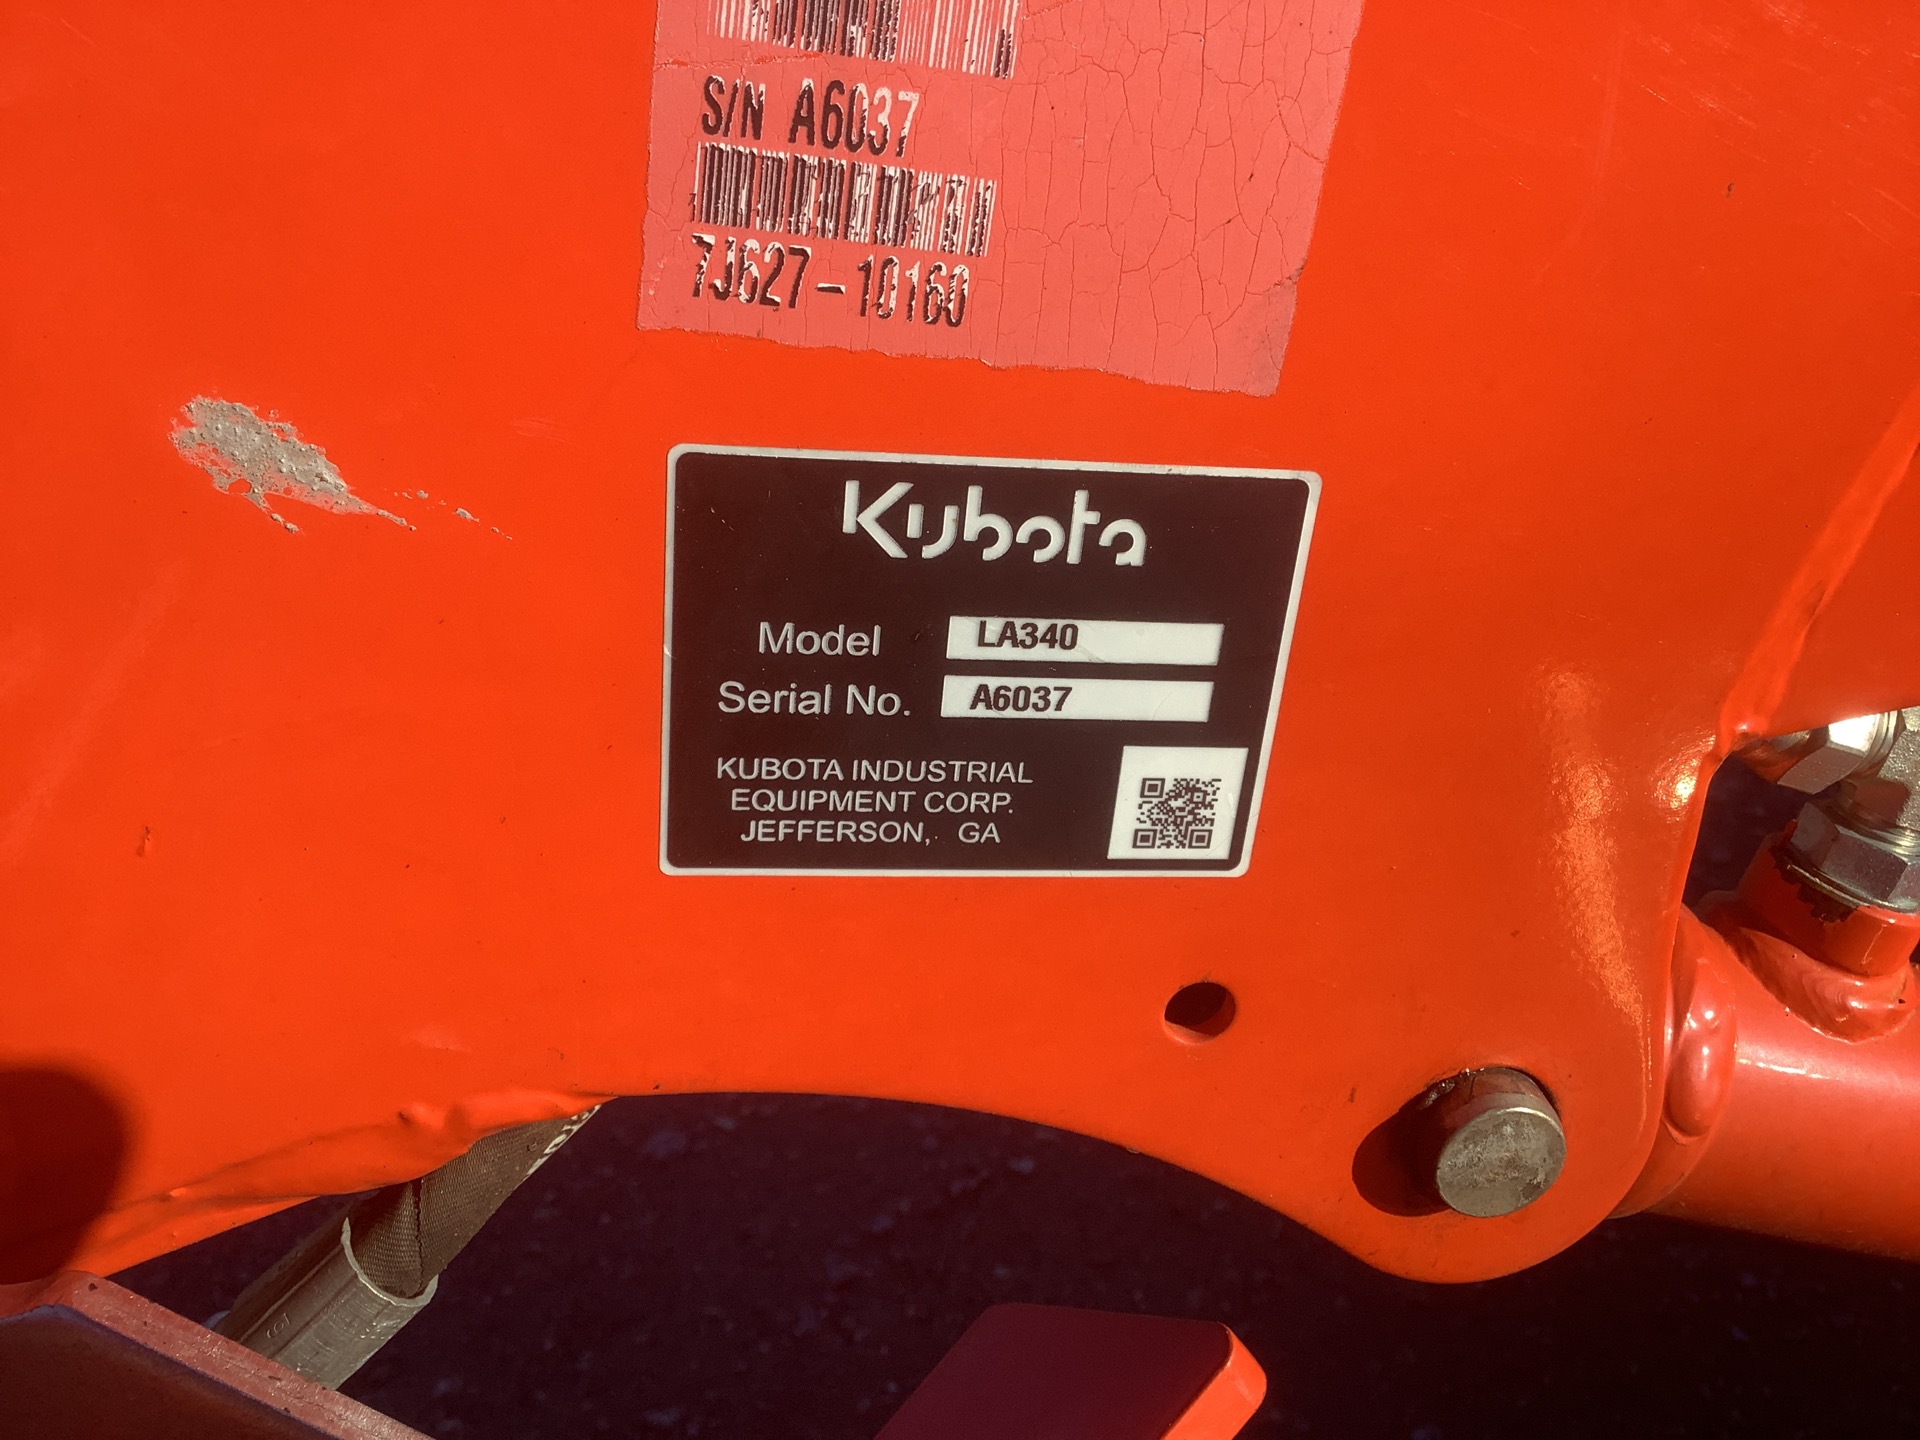 S/N A6037
7J627-10160
Kubota
Model LA340
Serial No. A6037
KUBOTA INDUSTRIAL
EQUIPMENT CORP.
JEFFERSON, GA